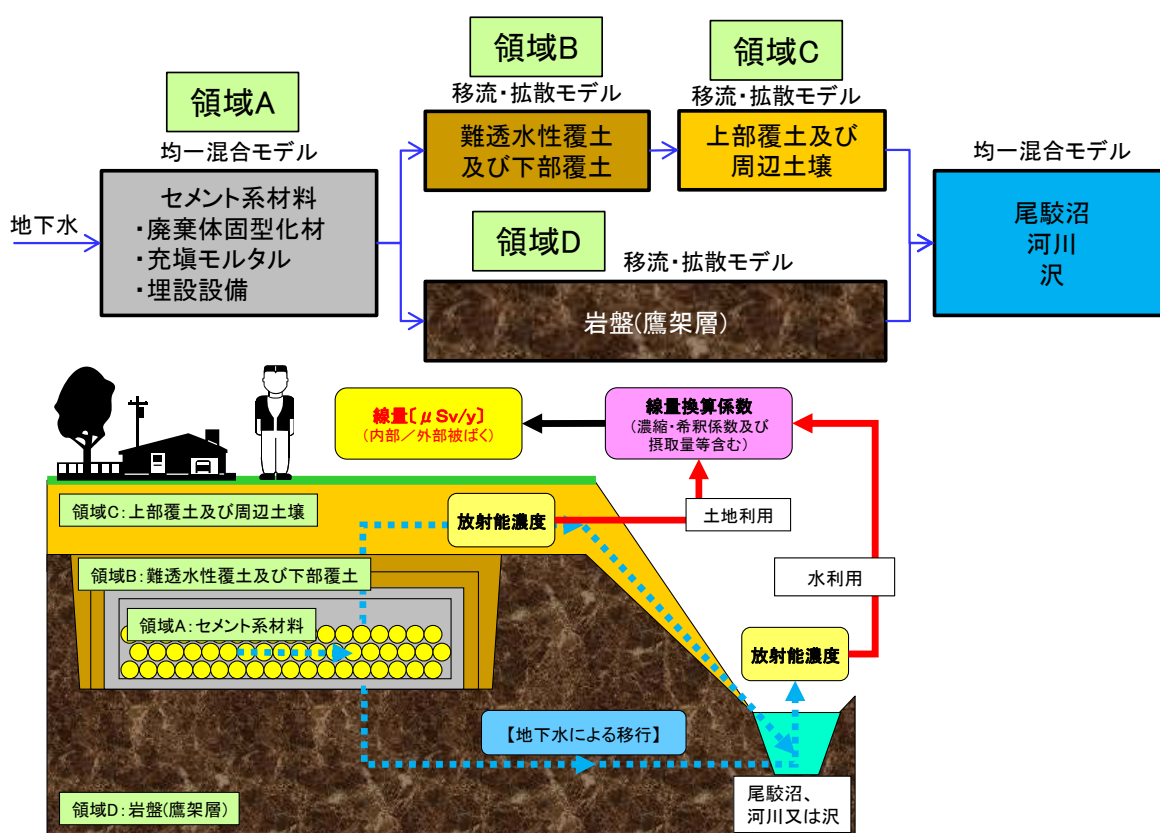 領域A
均一混合モデル
セメント系材料
・廃棄体固型化材
・充塡モルタル
・埋設設備
地下水
領域B
移流・拡散モデル
難透水性覆土
及び下部覆土
領域C
移流・拡散モデル
上部覆土及び
周辺土壌
領域D
移流・拡散モデル
岩盤(鷹架層)
均一混合モデル
尾駮沼
河川
沢
線量〔μSv/y〕
(内部／外部被ばく)
線量換算係数
(濃縮・希釈係数及び
摂取量等含む)
領域C：上部覆土及び周辺土壌
放射能濃度
土地利用
領域B：難透水性覆土及び下部覆土
水利用
領域A：セメント系材料
放射能濃度
【地下水による移行】
領域D：岩盤(鷹架層)
尾駮沼、
河川又は沢